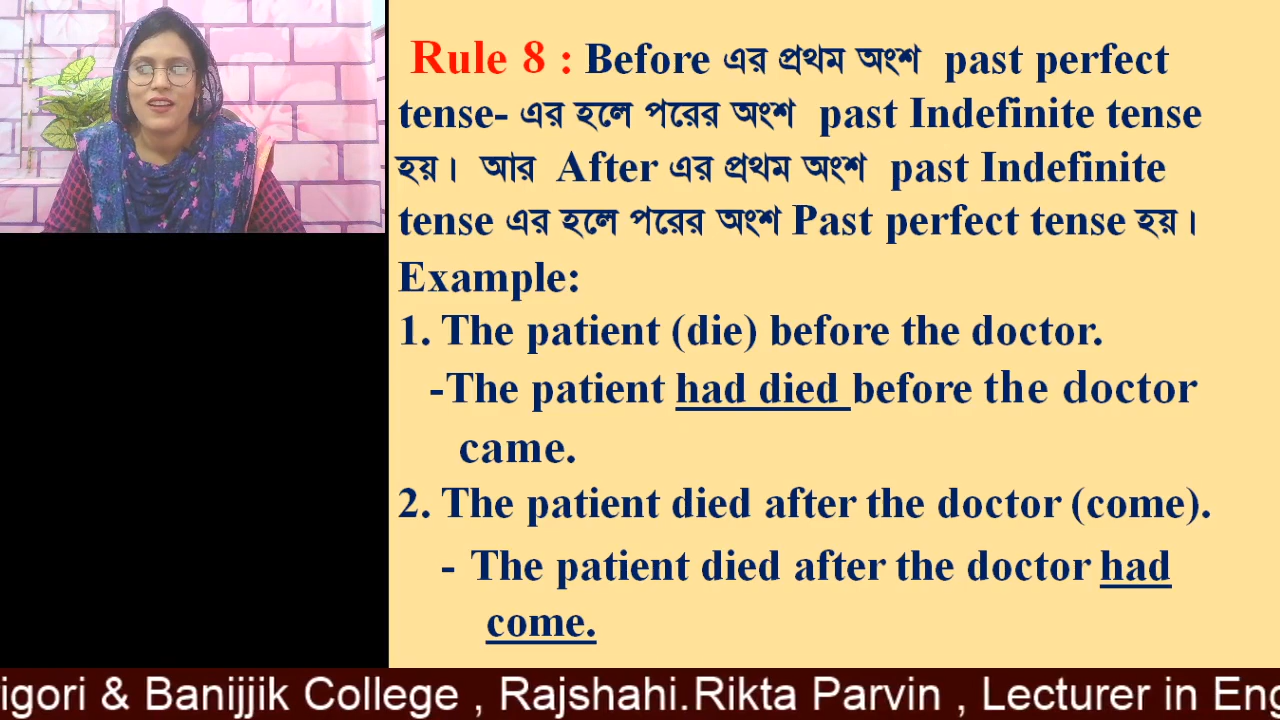 Rule 8 : Before এর প্রথম অংশ past perfect
tense- এর হলে পরের অংশ past Indefinite tense
হয়। আর After এর প্রথম অংশ past Indefinite
tense এর হলে পরের অংশ Past perfect tense হয়।
Example:
1. The patient (die) before the doctor.
-The patient had died before the doctor
came.
2. The patient died after the doctor (come).
- The patient died after the doctor had
come.
igori & Banijjik College , Rajshahi.Rikta Parvin , Lecturer in Eng